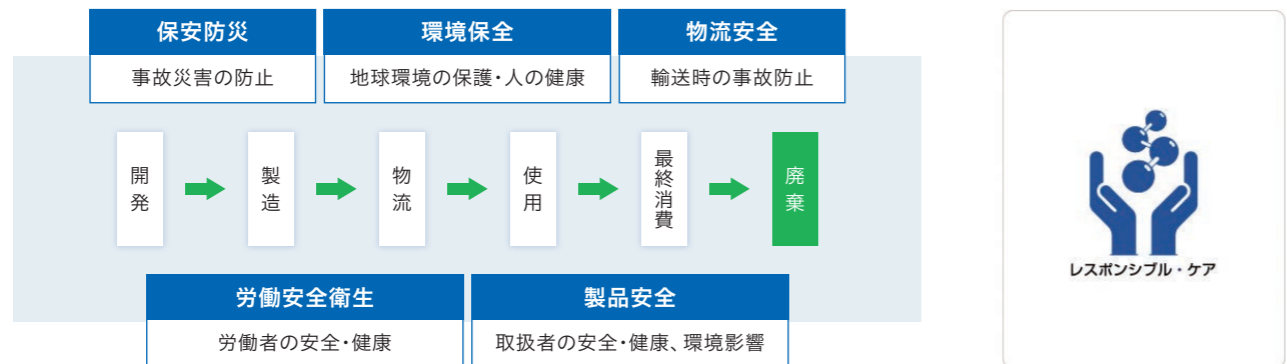 保安防災
事故災害の防止
環境保全
地球環境の保護・人の健康
物流安全
輸送時の事故防止
開発
製造
物流
使用
最終消費
廃棄
労働安全衛生
労働者の安全・健康
製品安全
取扱者の安全・健康、環境影響
レスポンシブル・ケア